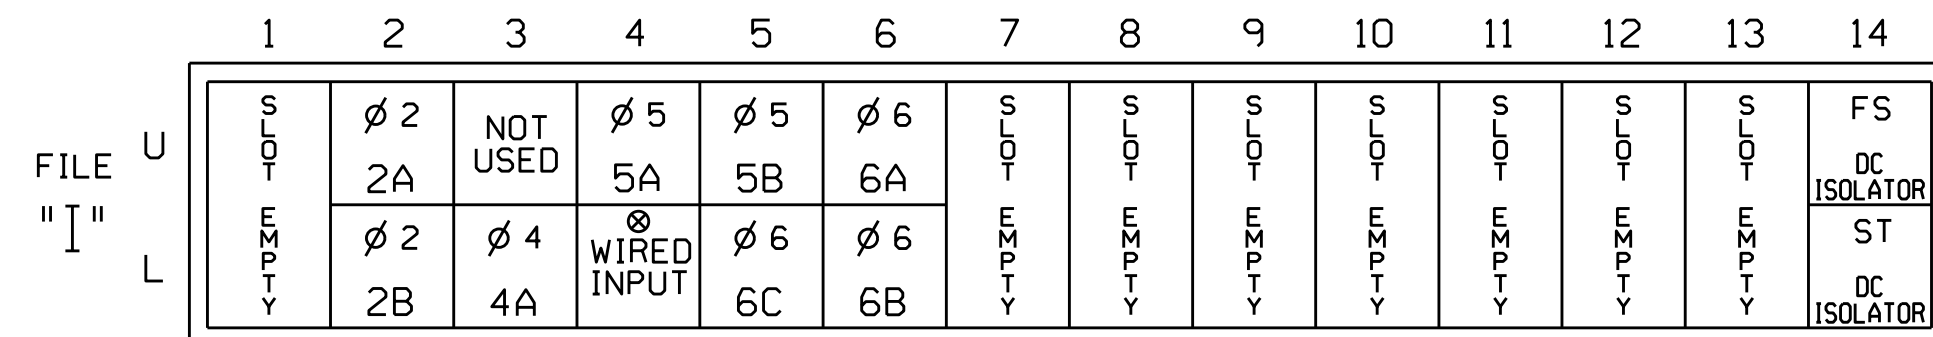 1 2 3 4 5 6 7 8 9 10 11 12 13 14
FILE
"I"
U
L
SLOT EMPTY
ø 2
2A
ø 2
2B
NOT
USED
ø 4
4A
ø 5
5A
⊗
WIRED
INPUT
ø 5
5B
ø 6
6C
ø 6
6A
ø 6
6B
SLOT EMPTY
SLOT EMPTY
SLOT EMPTY
SLOT EMPTY
SLOT EMPTY
SLOT EMPTY
SLOT EMPTY
FS
DC
ISOLATOR
ST
DC
ISOLATOR